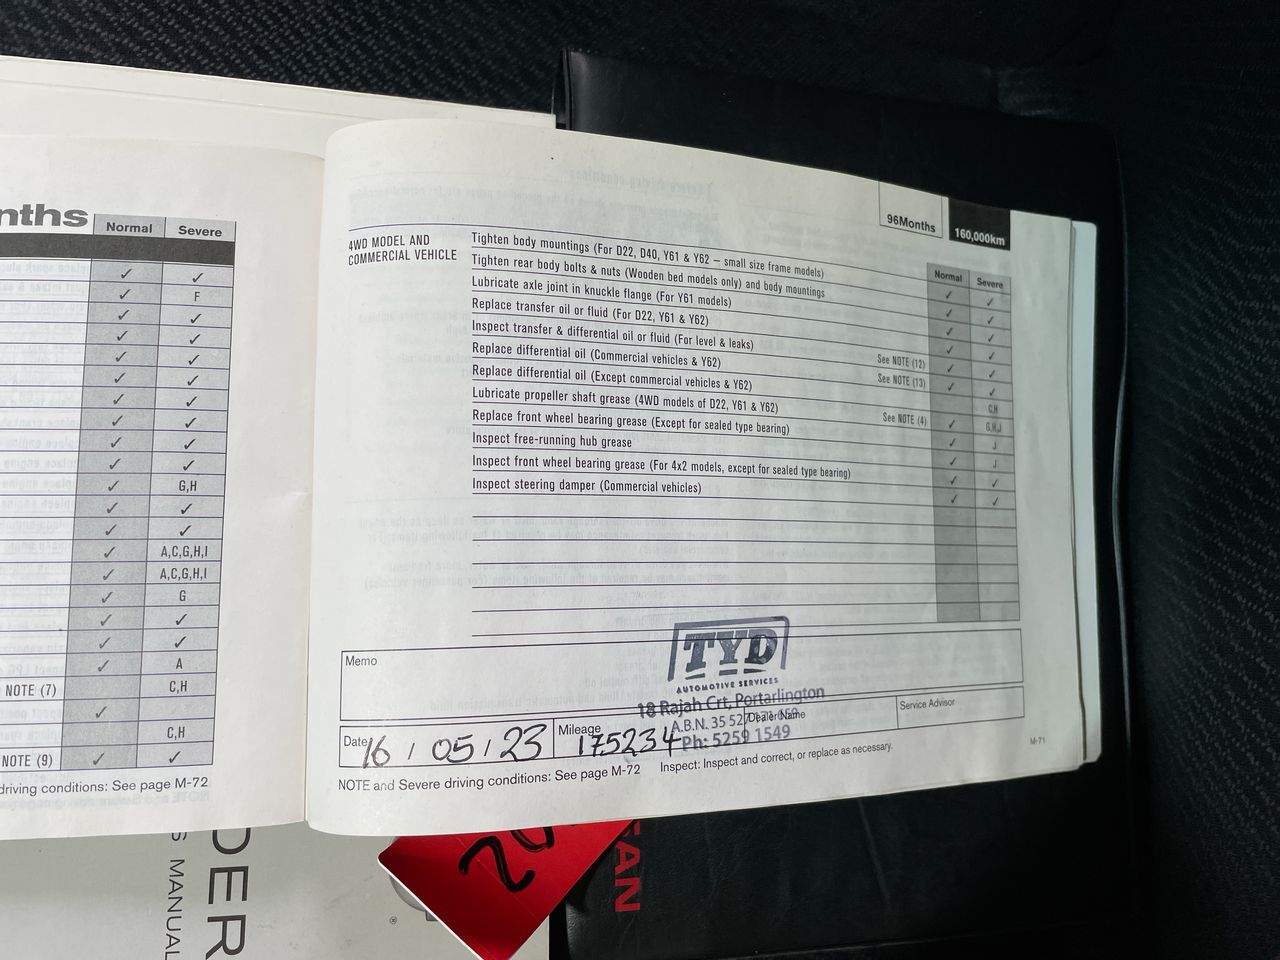 nths
Normal Severe
✓ ✓
✓ F
✓ ✓
✓ ✓
✓ ✓
✓ ✓
✓ ✓
✓ ✓
✓ ✓
✓ G,H
✓ ✓
✓ ✓
✓ A,C,G,H,I
✓ A,C,G,H,I
✓ G
✓ ✓
✓ ✓
✓ A
NOTE (7) C,H
✓
C,H
NOTE (9) ✓ ✓
driving conditions: See page M-72
96Months
160,000km
4WD MODEL AND
COMMERCIAL VEHICLE
Normal Severe
Tighten body mountings (For D22, D40, Y61 & Y62 – small size frame models) ✓ ✓
Tighten rear body bolts & nuts (Wooden bed models only) and body mountings ✓ ✓
Lubricate axle joint in knuckle flange (For Y61 models) ✓ ✓
Replace transfer oil or fluid (For D22, Y61 & Y62) See NOTE (12) ✓ ✓
Inspect transfer & differential oil or fluid (For level & leaks) See NOTE (13) ✓ ✓
Replace differential oil (Commercial vehicles & Y62) C,H
Replace differential oil (Except commercial vehicles & Y62) See NOTE (4) ✓ G,H,J
Lubricate propeller shaft grease (4WD models of D22, Y61 & Y62) ✓ J
Replace front wheel bearing grease (Except for sealed type bearing) ✓ J
Inspect free-running hub grease ✓ ✓
Inspect front wheel bearing grease (For 4x2 models, except for sealed type bearing) ✓ ✓
Inspect steering damper (Commercial vehicles)
Memo
TYD
AUTOMOTIVE SERVICES
18 Rajah Crt, Portarlington
A.B.N. 35 527
Ph: 5259 1549
Date 16 / 05 / 23
Mileage 175234
Dealer Name
Service Advisor
NOTE and Severe driving conditions: See page M-72 Inspect: Inspect and correct, or replace as necessary.
M-71
DER
S MANUAL
®
TAN